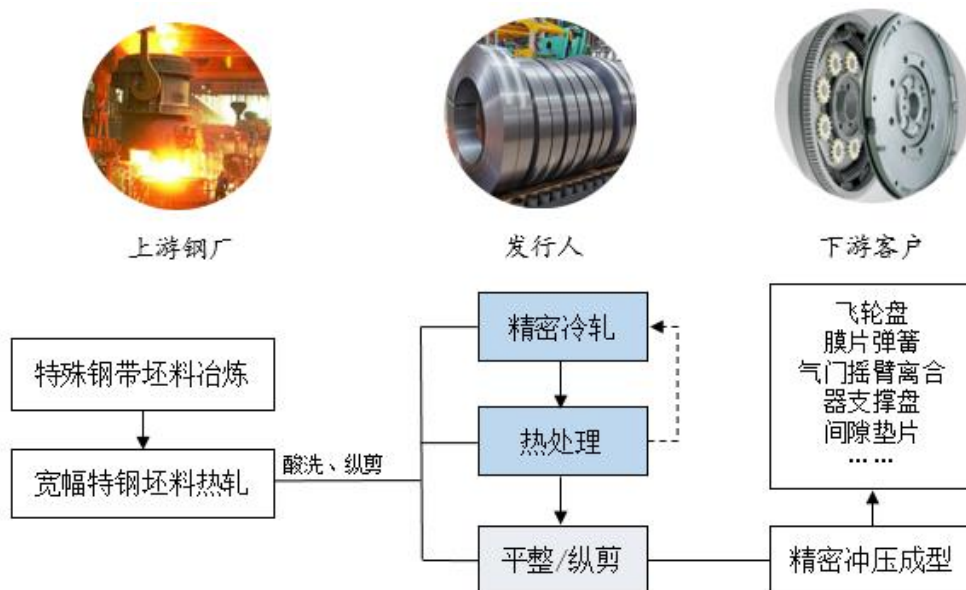 上游钢厂
发行人
下游客户
特殊钢带坯料冶炼
宽幅特钢坯料热轧
酸洗、纵剪
精密冷轧
热处理
平整/纵剪
飞轮盘
膜片弹簧
气门摇臂离合
器支撑盘
间隙垫片
... ...
精密冲压成型